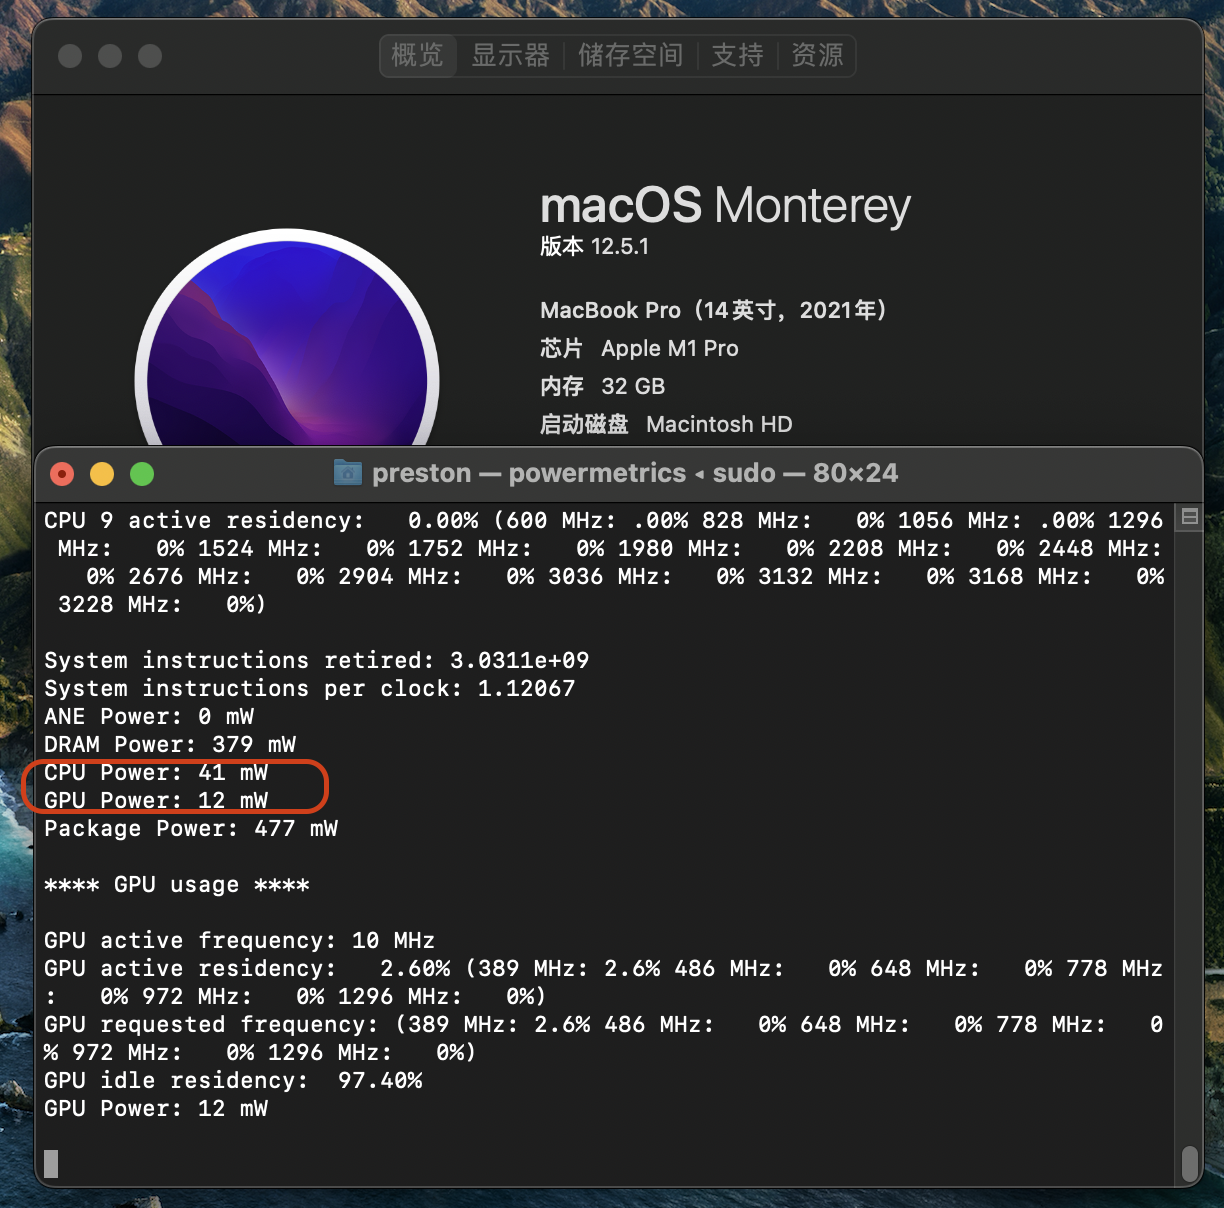 概览 显示器 储存空间 支持 资源
macOS Monterey
版本 12.5.1
MacBook Pro（14英寸，2021年）
芯片 Apple M1 Pro
内存 32 GB
启动磁盘 Macintosh HD
preston — powermetrics ◂ sudo — 80×24
CPU 9 active residency:   0.00% (600 MHz: .00% 828 MHz:   0% 1056 MHz: .00% 1296
 MHz:   0% 1524 MHz:   0% 1752 MHz:   0% 1980 MHz:   0% 2208 MHz:   0% 2448 MHz:
   0% 2676 MHz:   0% 2904 MHz:   0% 3036 MHz:   0% 3132 MHz:   0% 3168 MHz:   0%
 3228 MHz:   0%)
System instructions retired: 3.0311e+09
System instructions per clock: 1.12067
ANE Power: 0 mW
DRAM Power: 379 mW
CPU Power: 41 mW
GPU Power: 12 mW
Package Power: 477 mW
**** GPU usage ****
GPU active frequency: 10 MHz
GPU active residency:   2.60% (389 MHz: 2.6% 486 MHz:   0% 648 MHz:   0% 778 MHz
:   0% 972 MHz:   0% 1296 MHz:   0%)
GPU requested frequency: (389 MHz: 2.6% 486 MHz:   0% 648 MHz:   0% 778 MHz:   0
% 972 MHz:   0% 1296 MHz:   0%)
GPU idle residency:  97.40%
GPU Power: 12 mW